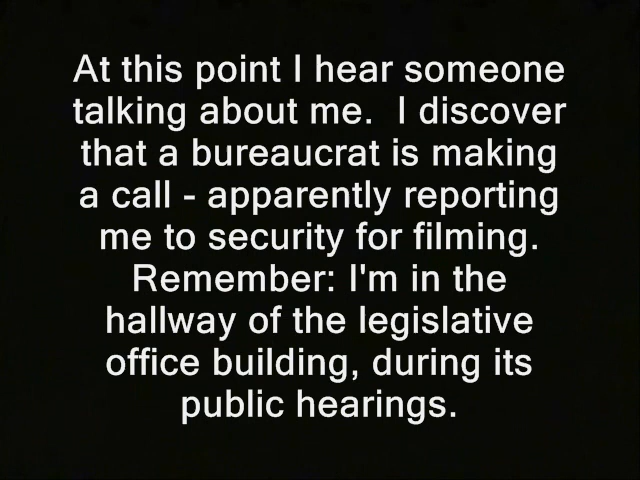 At this point I hear someone
talking about me.  I discover
that a bureaucrat is making
a call - apparently reporting
me to security for filming.
Remember: I'm in the
hallway of the legislative
office building, during its
public hearings.